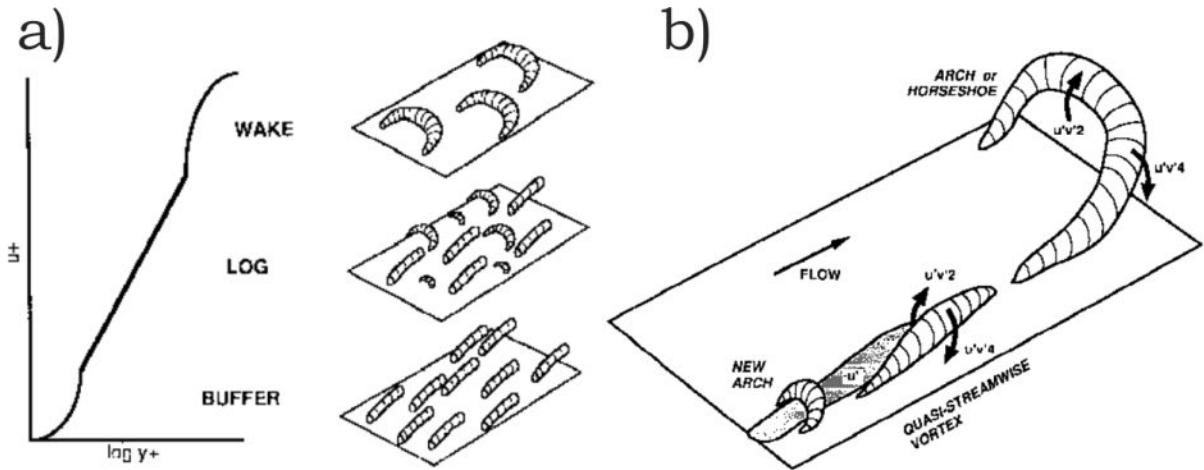 a)
WAKE
LOG
BUFFER
u+
log y+
b)
ARCH or
HORSESHOE
u'v'2
u'v'4
FLOW
u'v'2
u'v'4
NEW
ARCH
-u'
QUASI-STREAMWISE
VORTEX